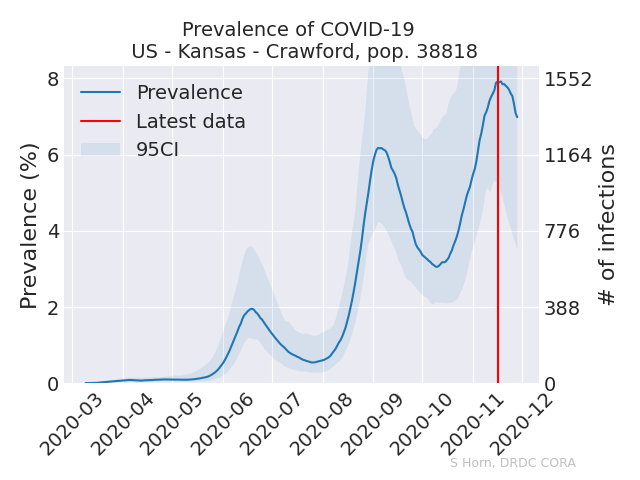 Prevalence of COVID-19
US - Kansas - Crawford, pop. 38818
Prevalence
Latest data
95CI
Prevalence (%)
8
6
4
2
0
1552
1164
776
388
0
# of infections
2020-03
2020-04
2020-05
2020-06
2020-07
2020-08
2020-09
2020-10
2020-11
2020-12
S Horn, DRDC CORA